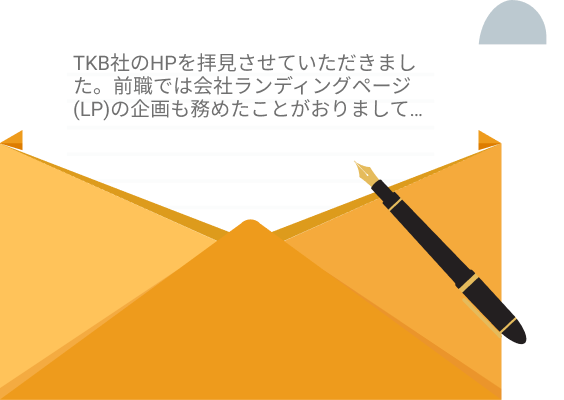 TKB社のHPを拝見させていただきまし
た。前職では会社ランディングページ
(LP)の企画も務めたことがおりまして...